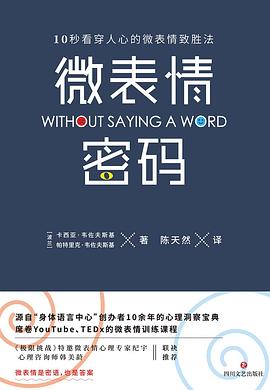 10秒看穿人心的微表情致胜法
微表情
WITHOUT SAYING A WORD
密码
[波兰] 卡西亚·韦佐夫斯基
帕特里克·韦佐夫斯基 著 陈天然 译
源自“身体语言中心”创办者10余年的心理洞察宝典
席卷YouTube、TEDx的微表情训练课程
《极限挑战》特邀微表情心理专家纪宇
心理咨询师韩美龄
联袂
推荐
微表情是密语，也是答案
四川文艺出版社